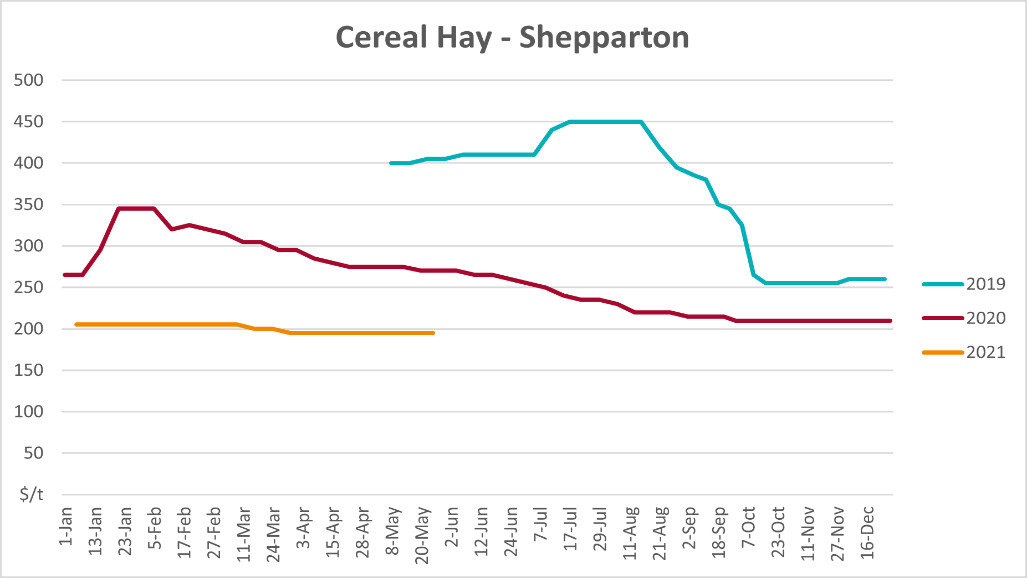 Cereal Hay - Shepparton
500
450
400
350
300
250
200
150
100
50
$/t
1-Jan
13-Jan
23-Jan
5-Feb
17-Feb
27-Feb
11-Mar
24-Mar
3-Apr
15-Apr
28-Apr
8-May
20-May
2-Jun
12-Jun
24-Jun
7-Jul
17-Jul
29-Jul
11-Aug
21-Aug
2-Sep
18-Sep
7-Oct
23-Oct
11-Nov
27-Nov
16-Dec
2019
2020
2021